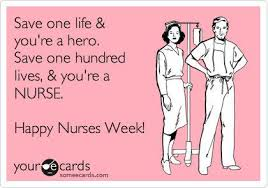 Save one life &
you're a hero.
Save one hundred
lives, & you're a
NURSE.
Happy Nurses Week!
your e cards
someecards.com